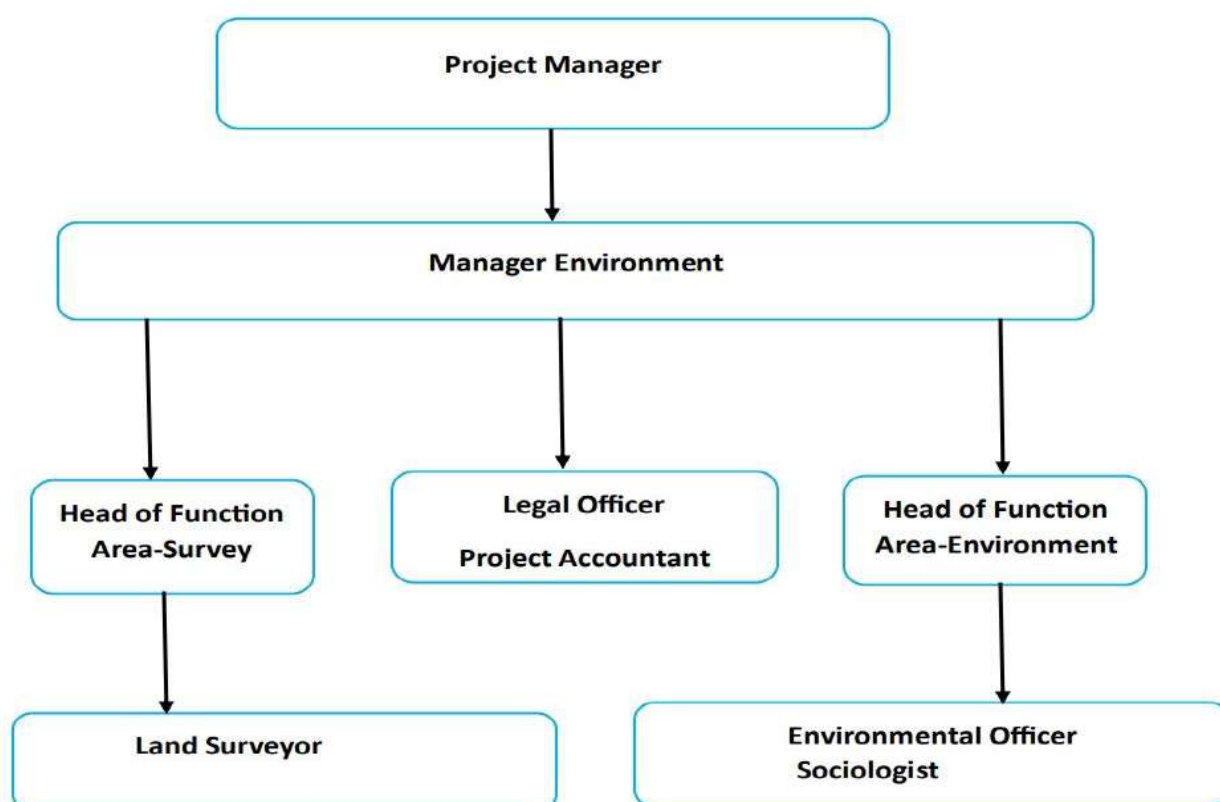 Project Manager
Manager Environment
Head of Function
Area-Survey
Legal Officer
Project Accountant
Head of Function
Area-Environment
Land Surveyor
Environmental Officer
Sociologist